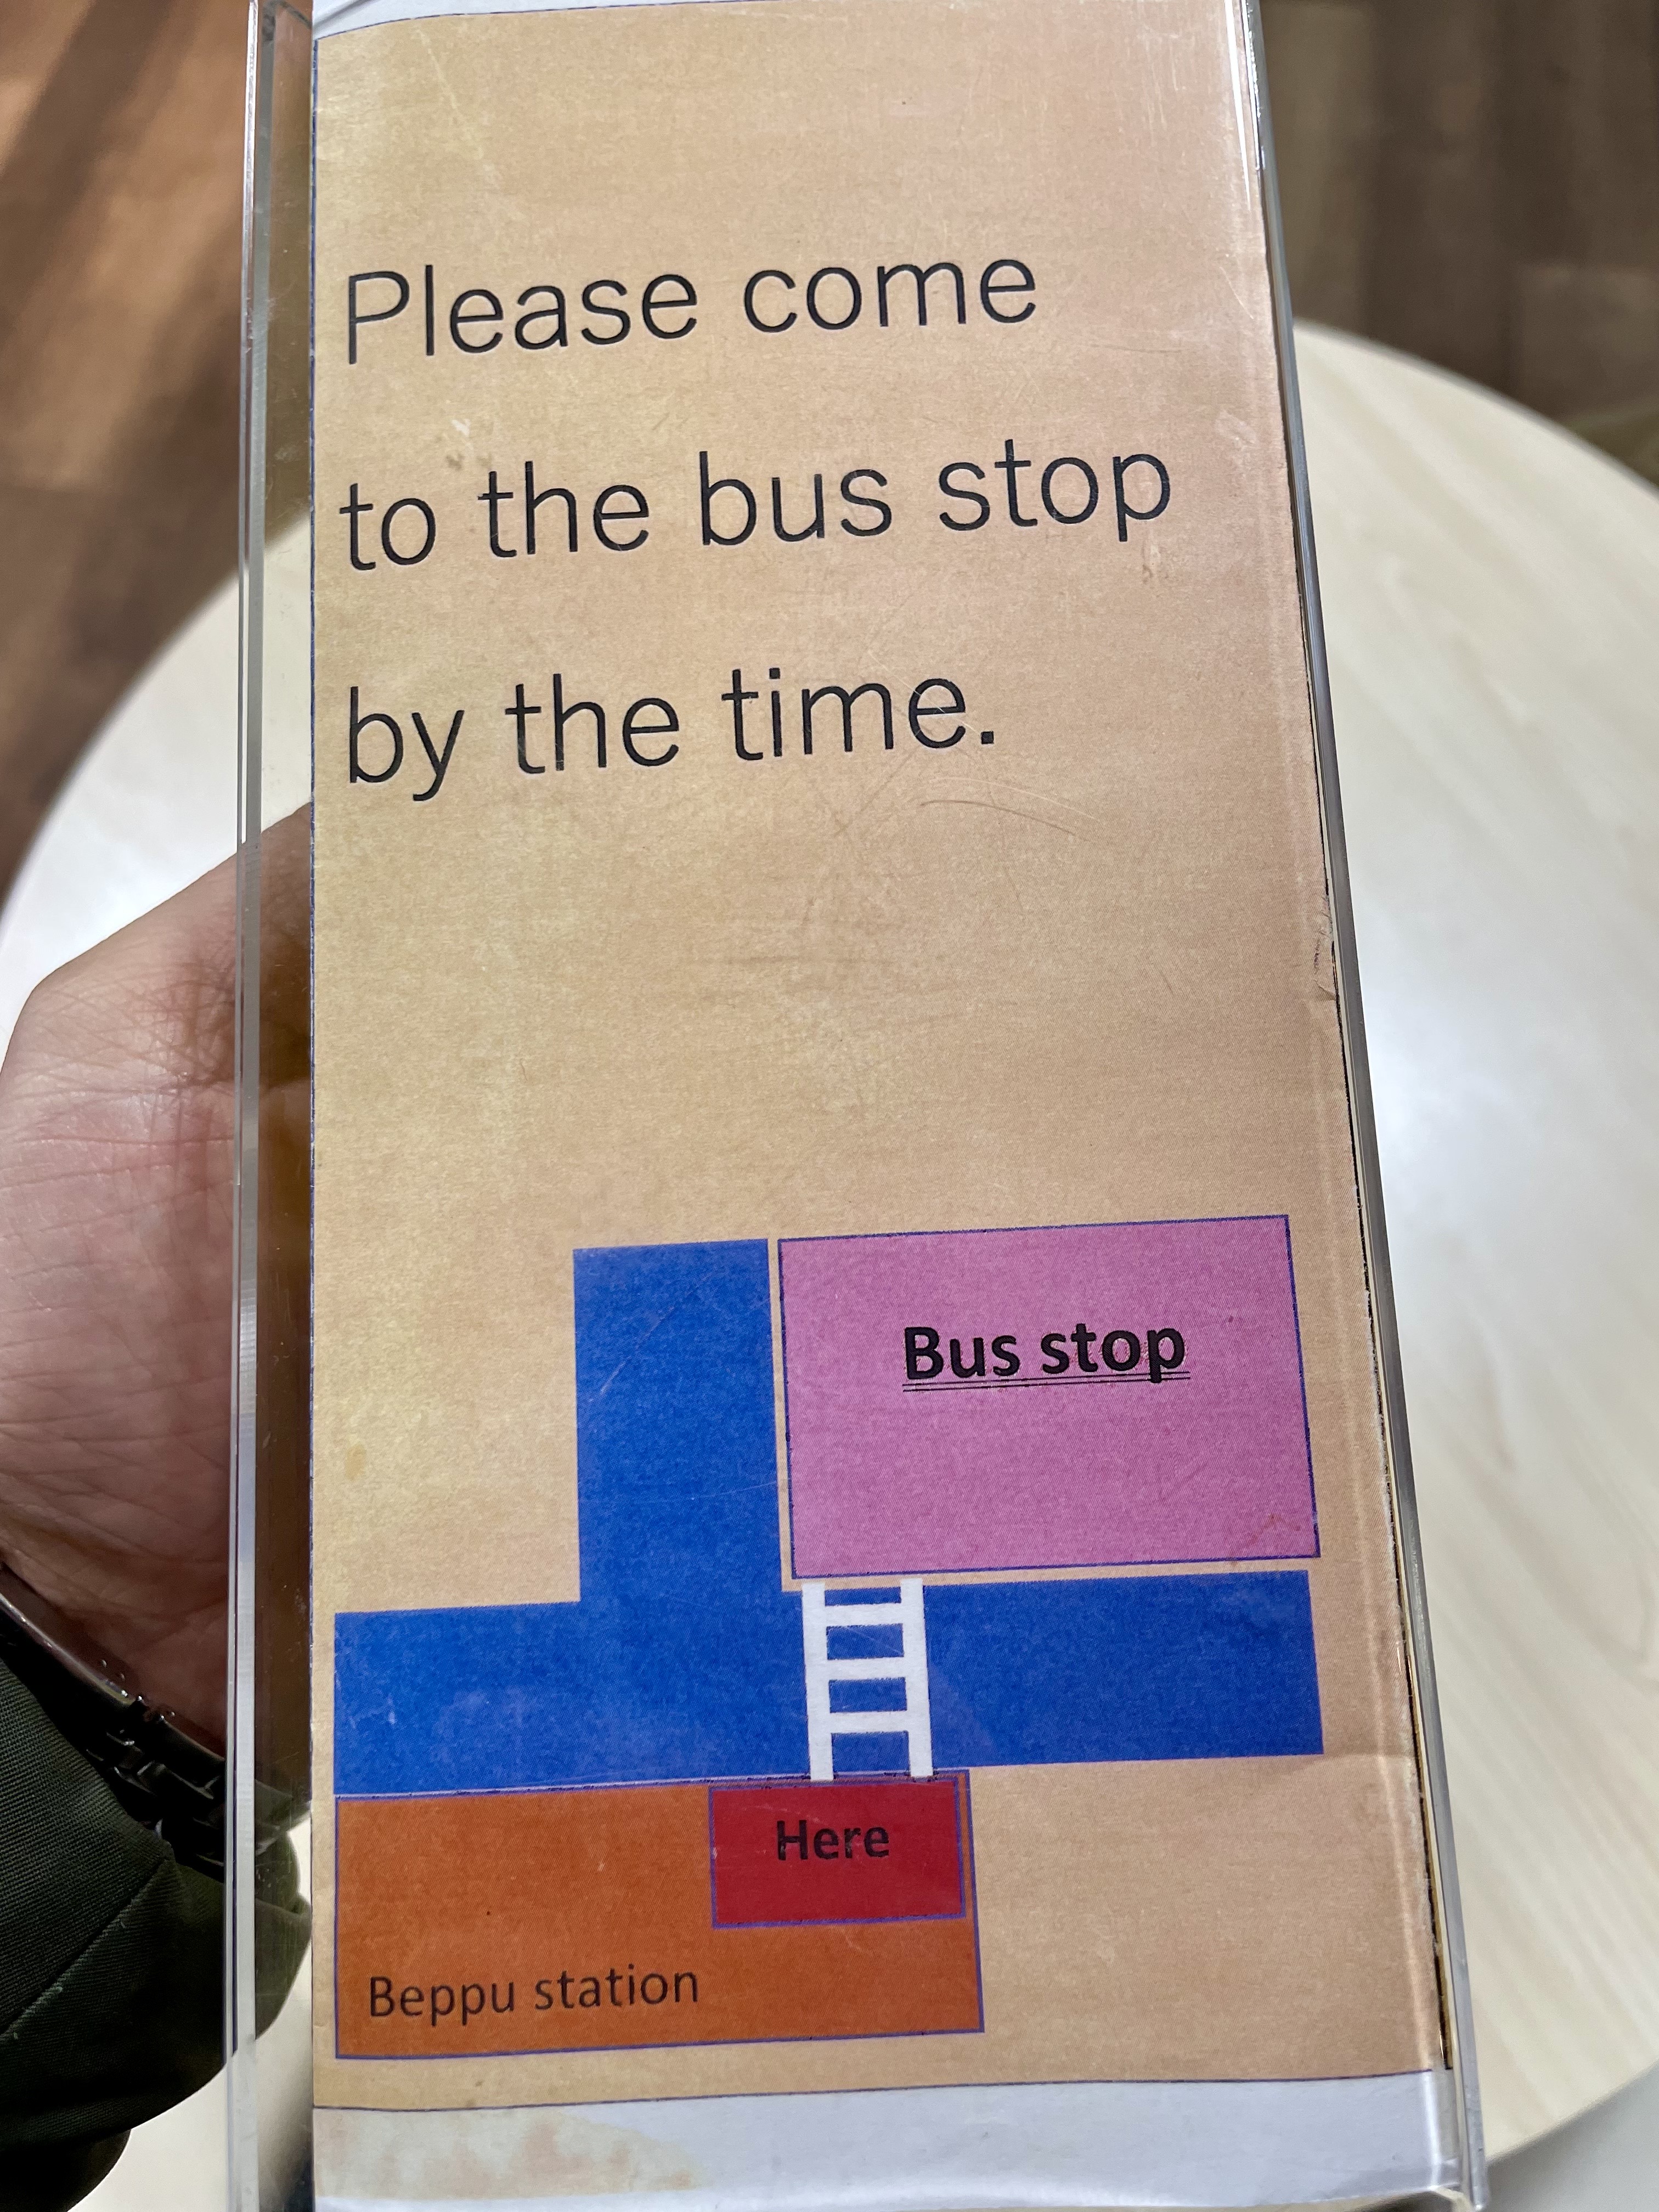 Please come
to the bus stop
by the time.
Bus stop
Here
Beppu station